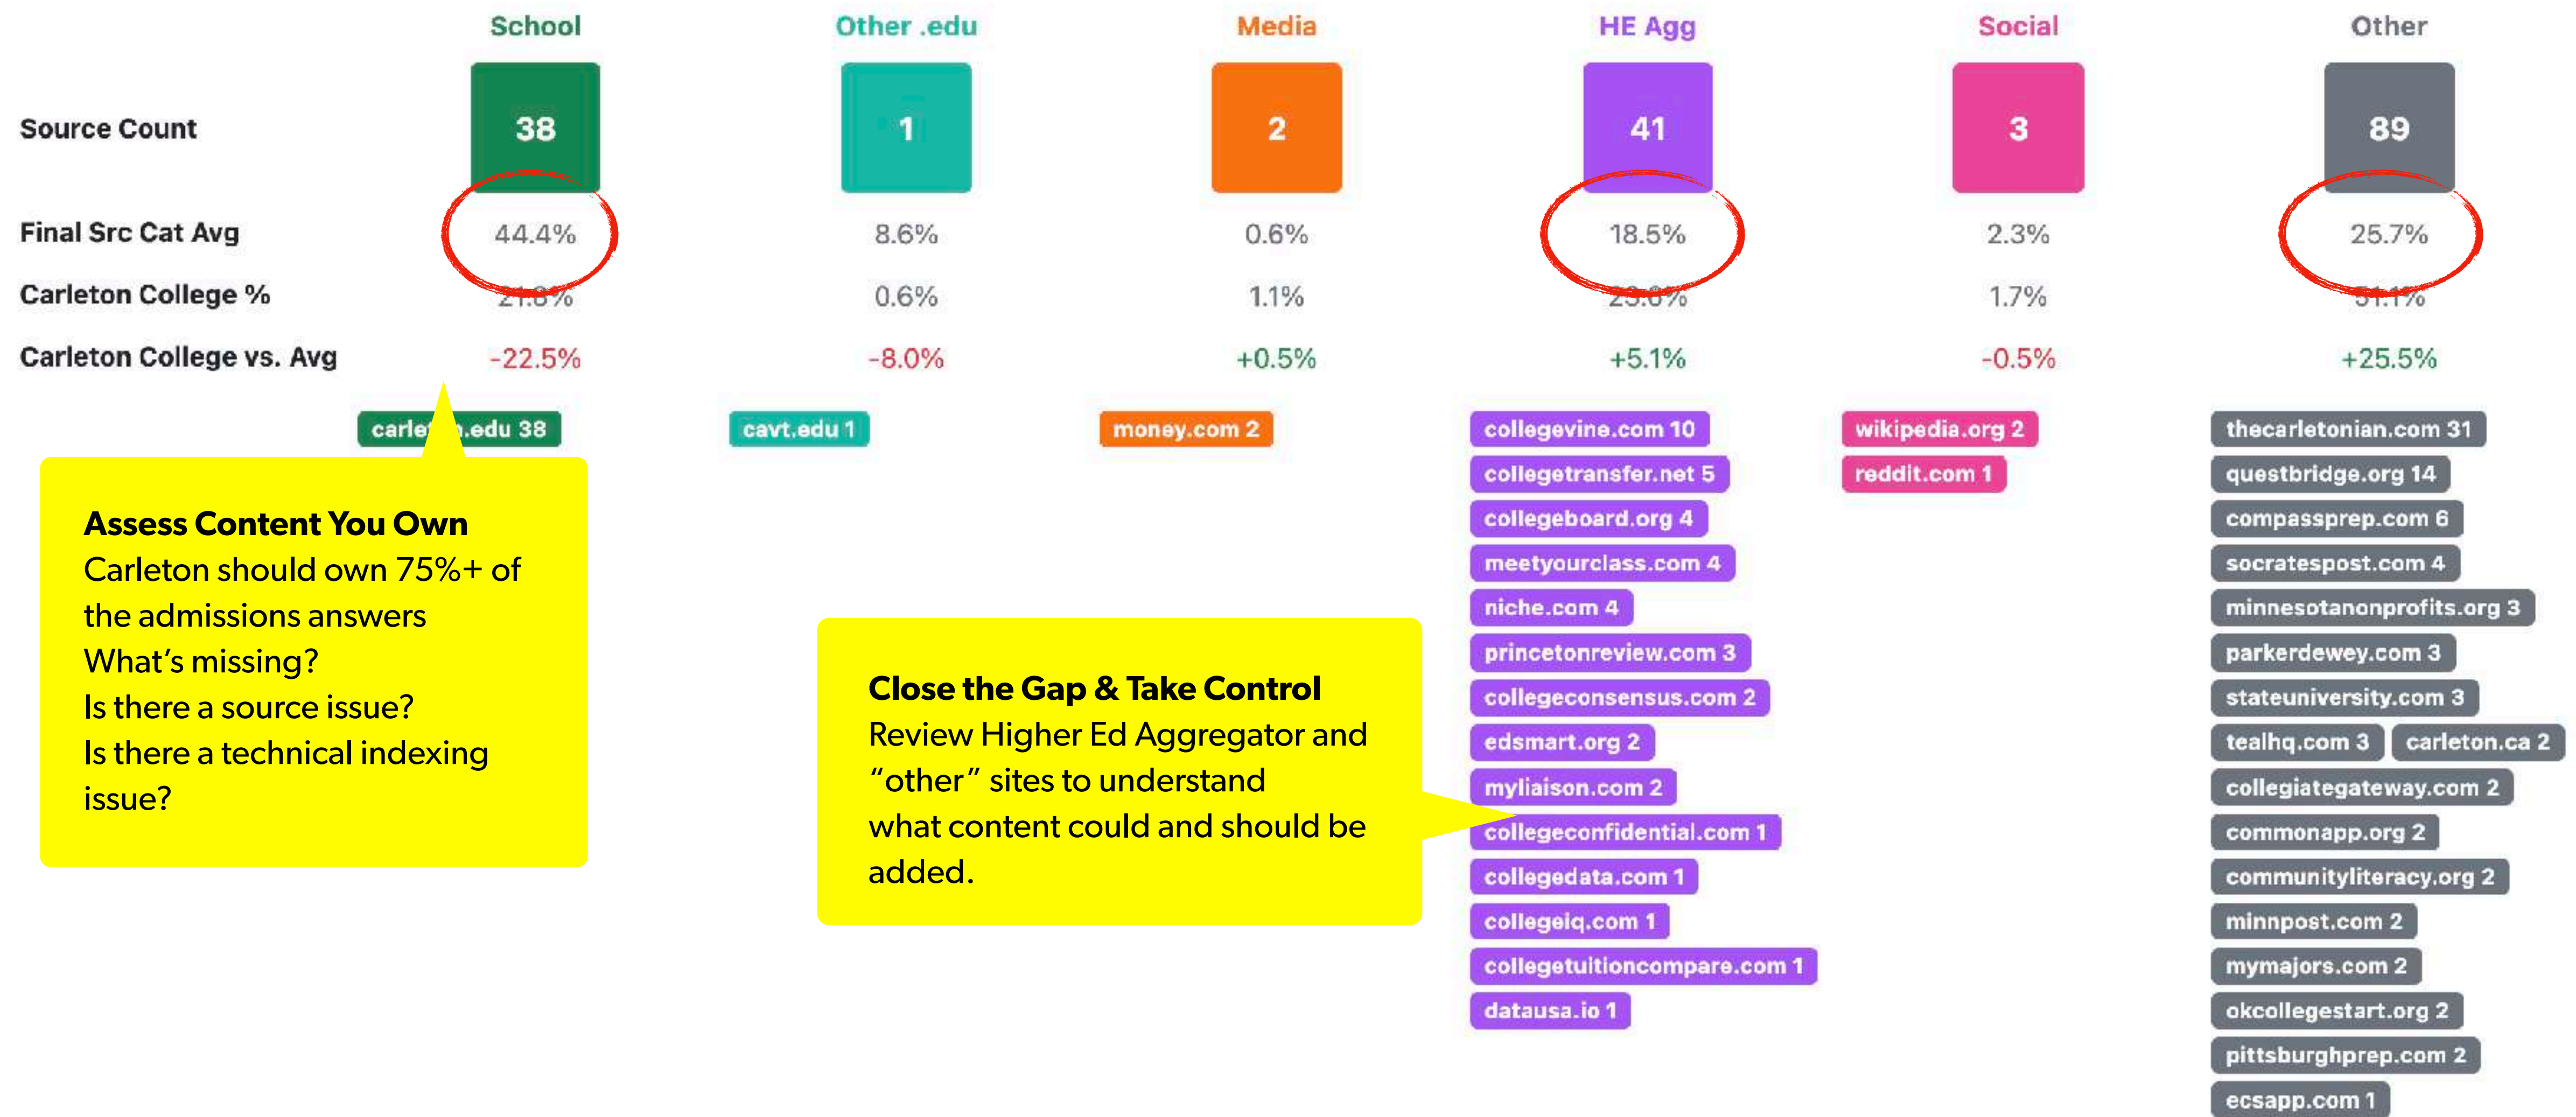 School Other .edu Media HE Agg Social Other
Source Count 38 1 2 41 3 89
Final Src Cat Avg 44.4% 8.6% 0.6% 18.5% 2.3% 25.7%
Carleton College % 21.8% 0.6% 1.1% 23.6% 1.7% 51.1%
Carleton College vs. Avg -22.5% -8.0% +0.5% +5.1% -0.5% +25.5%
.edu 38
cavt.edu 1
money.com 2
collegevine.com 10
collegetransfer.net 5
collegeboard.org 4
meetyourclass.com 4
niche.com 4
princetonreview.com 3
collegeconsensus.com 2
edsmart.org 2
myliaison.com 2
collegeconfidential.com 1
collegedata.com 1
collegeiq.com 1
collegetuitioncompare.com 1
datausa.io 1
wikipedia.org 2
reddit.com 1
thecarletonian.com 31
questbridge.org 14
compassprep.com 6
socratespost.com 4
minnesotanonprofits.org 3
parkerdewey.com 3
stateuniversity.com 3
tealhq.com 3 carleton.ca 2
collegiategateway.com 2
commonapp.org 2
communityliteracy.org 2
minnpost.com 2
mymajors.com 2
okcollegestart.org 2
pittsburghprep.com 2
ecsapp.com 1
Assess Content You Own
Carleton should own 75%+ of
the admissions answers
What’s missing?
Is there a source issue?
Is there a technical indexing
issue?
Close the Gap & Take Control
Review Higher Ed Aggregator and
“other” sites to understand
what content could and should be
added.